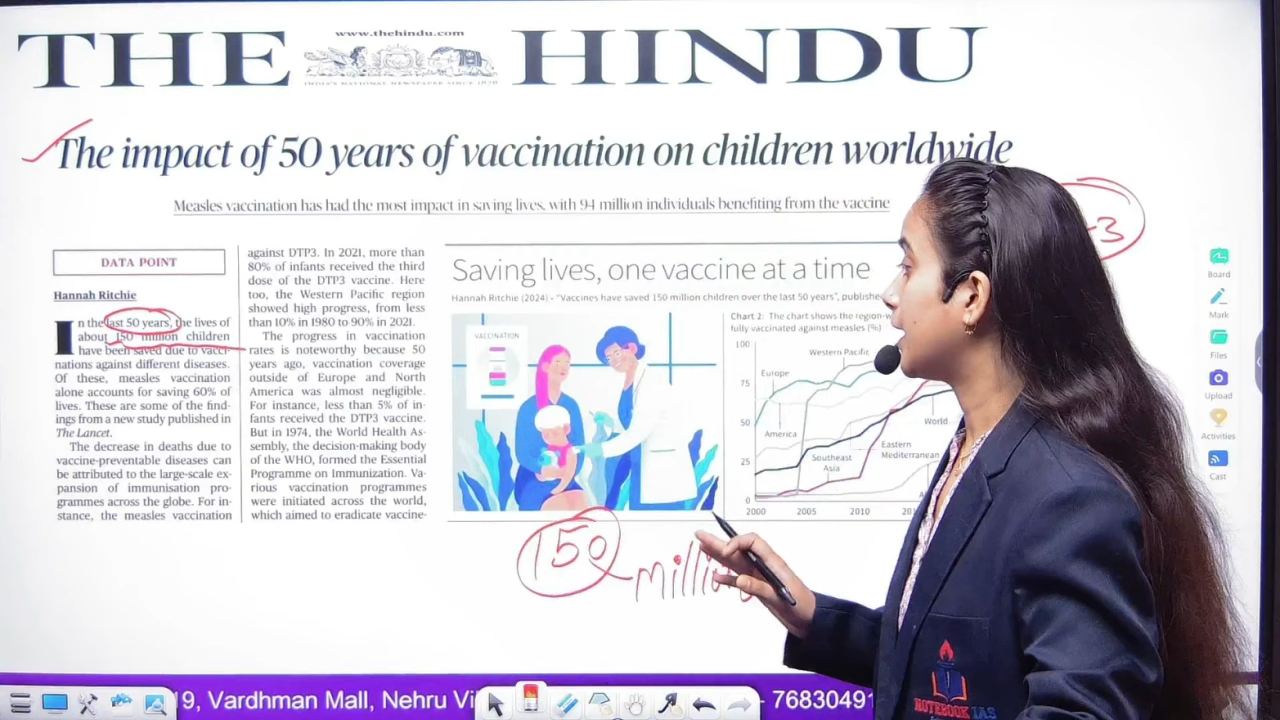 www.thehindu.com
THE HINDU
INDIA'S NATIONAL NEWSPAPER SINCE 1878
The impact of 50 years of vaccination on children worldwide
Measles vaccination has had the most impact in saving lives, with 94 million individuals benefiting from the vaccine
-3
DATA POINT
Hannah Ritchie
In the last 50 years, the lives of
about 150 million children
have been saved due to vacci-
nations against different diseases.
Of these, measles vaccination
alone accounts for saving 60% of
lives. These are some of the find-
ings from a new study published in
The Lancet.
The decrease in deaths due to
vaccine-preventable diseases can
be attributed to the large-scale ex-
pansion of immunisation pro-
grammes across the globe. For in-
stance, the measles vaccination
against DTP3. In 2021, more than
80% of infants received the third
dose of the DTP3 vaccine. Here
too, the Western Pacific region
showed high progress, from less
than 10% in 1980 to 90% in 2021.
The progress in vaccination
rates is noteworthy because 50
years ago, vaccination coverage
outside of Europe and North
America was almost negligible.
For instance, less than 5% of in-
fants received the DTP3 vaccine.
But in 1974, the World Health As-
sembly, the decision-making body
of the WHO, formed the Essential
Programme on Immunization. Va-
rious vaccination programmes
were initiated across the world,
which aimed to eradicate vaccine-
Saving lives, one vaccine at a time
Hannah Ritchie (2024) - "Vaccines have saved 150 million children over the last 50 years", publishe
VACCINATION
Chart 2: The chart shows the region-w
fully vaccinated against measles (%)
100
75
50
25
0
Western Pacific
Europe
America
World
Southeast
Asia
Eastern
Mediterranean
2000
2005
2010
150 million
Board
Mark
Files
Upload
Activities
Cast
NOTEBOOK IAS
19, Vardhman Mall, Nehru Vi
- 76830491